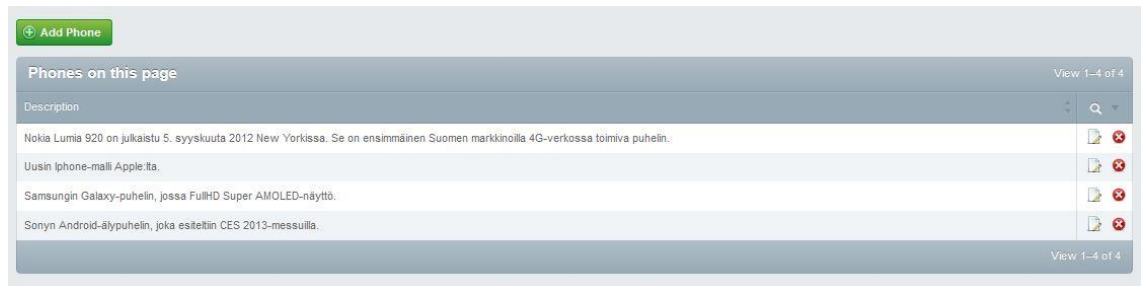 Add Phone
Phones on this page
View 1–4 of 4
Description
Nokia Lumia 920 on julkaistu 5. syyskuuta 2012 New Yorkissa. Se on ensimmäinen Suomen markkinoilla 4G-verkossa toimiva puhelin.
Uusin Iphone-malli Apple:lta.
Samsungin Galaxy-puhelin, jossa FullHD Super AMOLED-näyttö.
Sonyn Android-älypuhelin, joka esiteltiin CES 2013-messuilla.
View 1–4 of 4